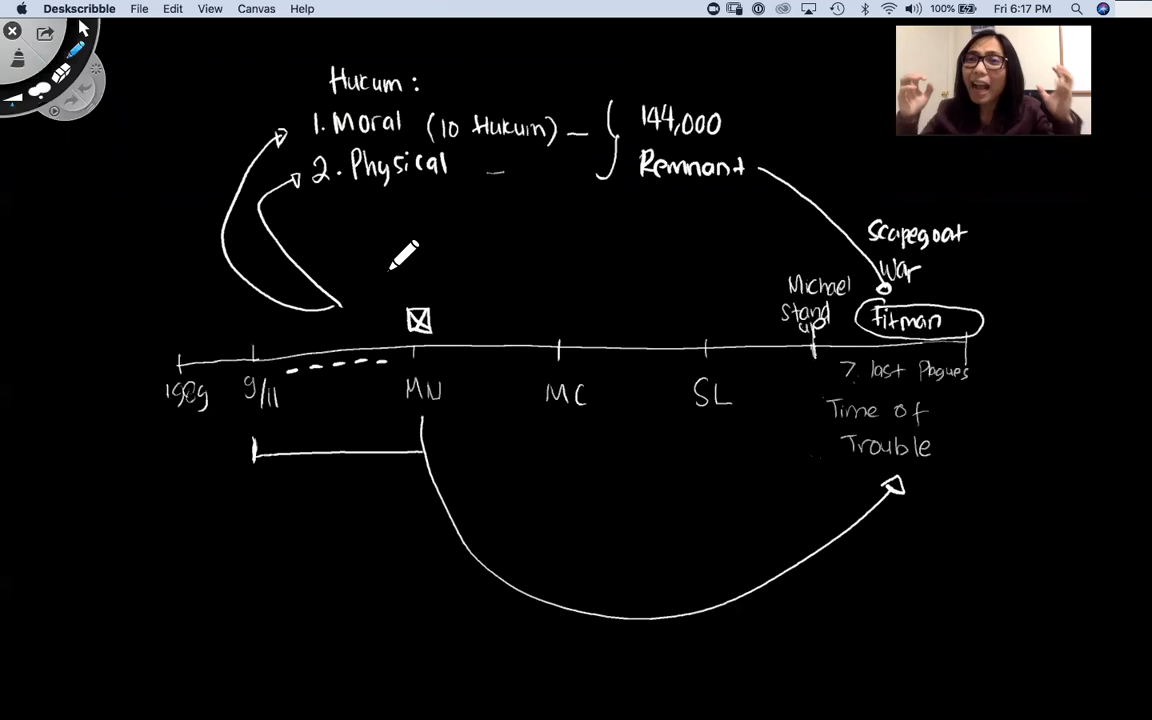 Deskscribble File Edit View Window Canvas Help 100% Fri 6:17 PM
Hukum :
1. Moral (10 Hukum) - 144,000
2. Physical - Remnant
Scapegoat
War
Michael
Stand
up
Fitman
1989 9/11 MN MC SL
7 last Plagues
Time of
Trouble